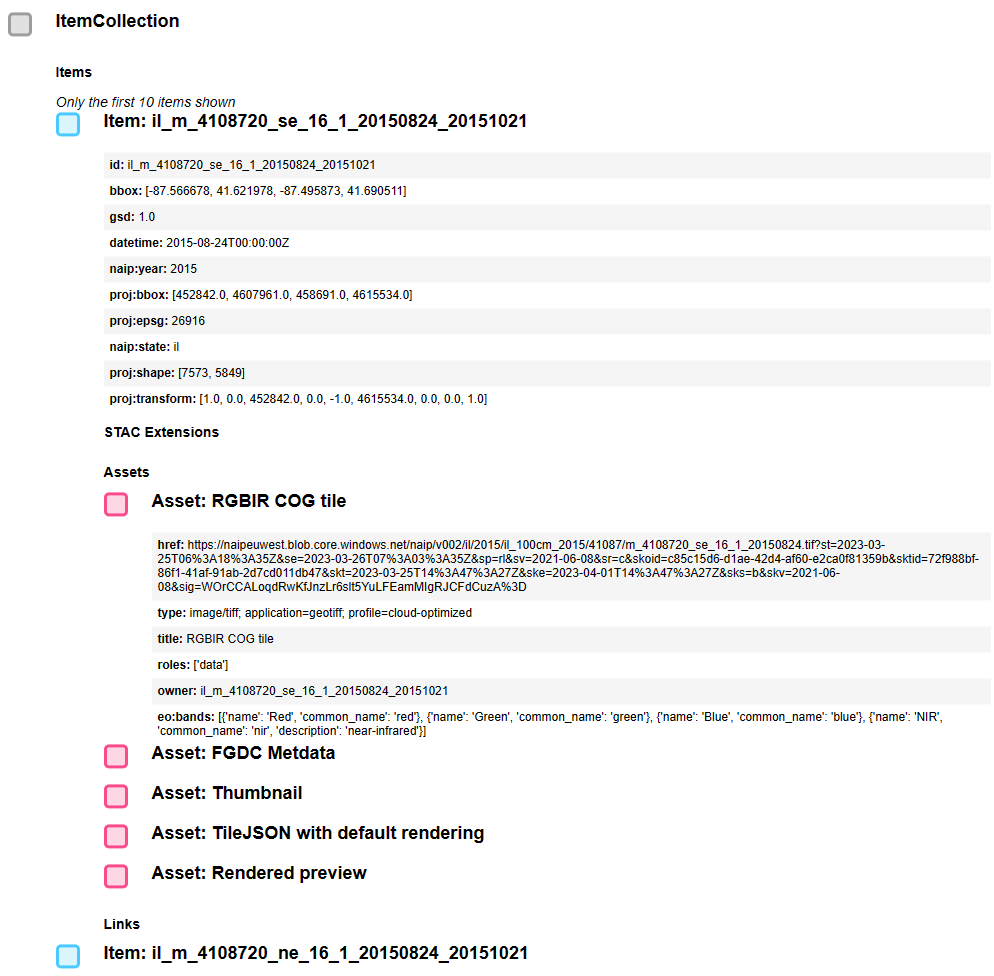 ItemCollection
Items
Only the first 10 items shown
Item: il_m_4108720_se_16_1_20150824_20151021
id: il_m_4108720_se_16_1_20150824_20151021
bbox: [-87.566678, 41.621978, -87.495873, 41.690511]
gsd: 1.0
datetime: 2015-08-24T00:00:00Z
naip:year: 2015
proj:bbox: [452842.0, 4607961.0, 458691.0, 4615534.0]
proj:epsg: 26916
naip:state: il
proj:shape: [7573, 5849]
proj:transform: [1.0, 0.0, 452842.0, 0.0, -1.0, 4615534.0, 0.0, 0.0, 1.0]
STAC Extensions
Assets
Asset: RGBIR COG tile
href: https://naipeuwest.blob.core.windows.net/naip/v002/il/2015/il_100cm_2015/41087/m_4108720_se_16_1_20150824.tif?st=2023-03-
25T06%3A18%3A35Z&se=2023-03-26T07%3A03%3A35Z&sp=rl&sv=2021-06-08&sr=c&skoid=c85c15d6-d1ae-42d4-af60-e2ca0f81359b&sktid=72f988bf-
86f1-41af-91ab-2d7cd011db47&skt=2023-03-25T14%3A47%3A27Z&ske=2023-04-01T14%3A47%3A27Z&sks=b&skv=2021-06-
08&sig=WOrCCALoqdRwKfJnzLr6slt5YuLFEamMIgRJCFdCuzA%3D
type: image/tiff; application=geotiff; profile=cloud-optimized
title: RGBIR COG tile
roles: ['data']
owner: il_m_4108720_se_16_1_20150824_20151021
eo:bands: [{'name': 'Red', 'common_name': 'red'}, {'name': 'Green', 'common_name': 'green'}, {'name': 'Blue', 'common_name': 'blue'}, {'name': 'NIR',
'common_name': 'nir', 'description': 'near-infrared'}]
Asset: FGDC Metdata
Asset: Thumbnail
Asset: TileJSON with default rendering
Asset: Rendered preview
Links
Item: il_m_4108720_ne_16_1_20150824_20151021